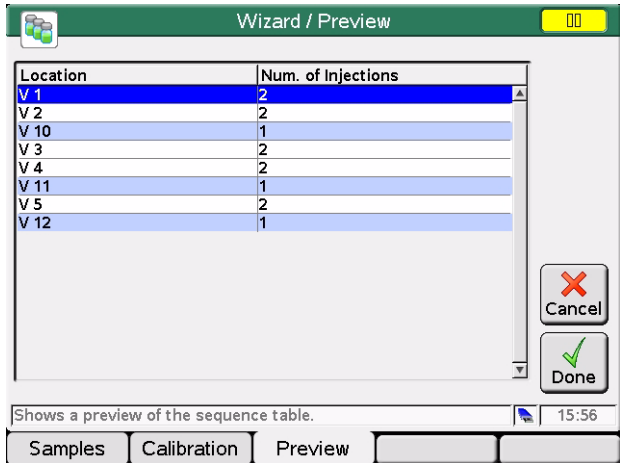 Wizard / Preview
Location Num. of Injections
V 1 2
V 2 2
V 10 1
V 3 2
V 4 2
V 11 1
V 5 2
V 12 1
Cancel
Done
Shows a preview of the sequence table. 15:56
Samples Calibration Preview